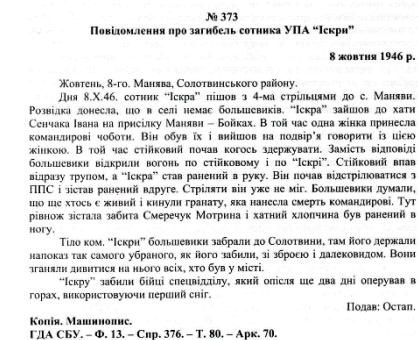 № 373
Повідомлення про загибель сотника УПА “Іскри”
8 жовтня 1946 р.
Жовтень, 8-го. Манява, Солотвинського району.
Дня 8.Х.46. сотник “Іскра” пішов з 4-ма стрільцями до с. Маняви.
Розвідка донесла, що в селі немає большевиків. “Іскра” зайшов до хати
Сенчака Івана на присілку Маняви – Бойках. В той час одна жінка принесла
командирові чоботи. Він обув їх і вийшов на подвір’я говорити із цією
жінкою. В той час стійковий почав когось здержувати. Замість відповіді
большевики відкрили вогонь по стійковому і по “Іскрі”. Стійковий впав
відразу трупом, а “Іскра” став ранений в руку. Він почав відстрілюватися з
ППС і зістав ранений вдруге. Стріляти він уже не міг. Большевики думали,
що ще хтось є живий і кинули гранату, яка нанесла смерть командирові. Тут
рівнож зістала забита Смеречук Мотрина і хатний хлопчина був ранений в
ногу.
Тіло ком. “Іскри” большевики забрали до Солотвини, там його держали
напоказ так самого убраного, як його забили, зі зброєю і далековидом. Вони
зганяли дивитися на нього всіх, хто був у місті.
“Іскру” забили бійці спецвідділу, який опісля ще два дні оперував в
горах, використовуючи перший сніг.
Подав: Остап.
Копія. Машинопис.
ГДА СБУ. – Ф. 13. – Спр. 376. – Т. 80. – Арк. 70.